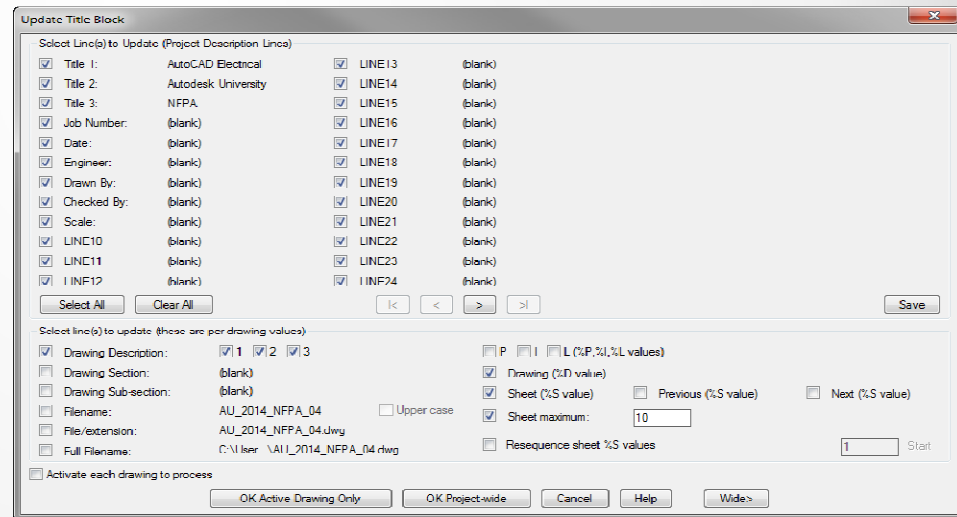 Update Title Block
Select Line(s) to Update (Project Description Lines)
Title 1: AutoCAD Electrical LINE13 (blank)
Title 2: Autodesk University LINE14 (blank)
Title 3: NFPA LINE15 (blank)
Job Number: (blank) LINE16 (blank)
Date: (blank) LINE17 (blank)
Engineer: (blank) LINE18 (blank)
Drawn By: (blank) LINE19 (blank)
Checked By: (blank) LINE20 (blank)
Scale: (blank) LINE21 (blank)
LINE10 (blank) LINE22 (blank)
LINE11 (blank) LINE23 (blank)
LINE12 (blank) LINE24 (blank)
Select All Clear All |< < > >| Save
Select line(s) to update (these are per drawing values)
Drawing Description: 1 2 3 P I L (%P,%I,%L values)
Drawing Section: (blank) Drawing (%D value)
Drawing Sub-section: (blank) Sheet (%S value) Previous (%S value) Next (%S value)
Filename: AU_2014_NFPA_04 Upper case Sheet maximum: 10
File/extension: AU_2014_NFPA_04.dwg
Full Filename: C:\User...\AU_2014_NFPA_04.dwg Resequence sheet %S values 1 Start
Activate each drawing to process
OK Active Drawing Only OK Project-wide Cancel Help Wide>